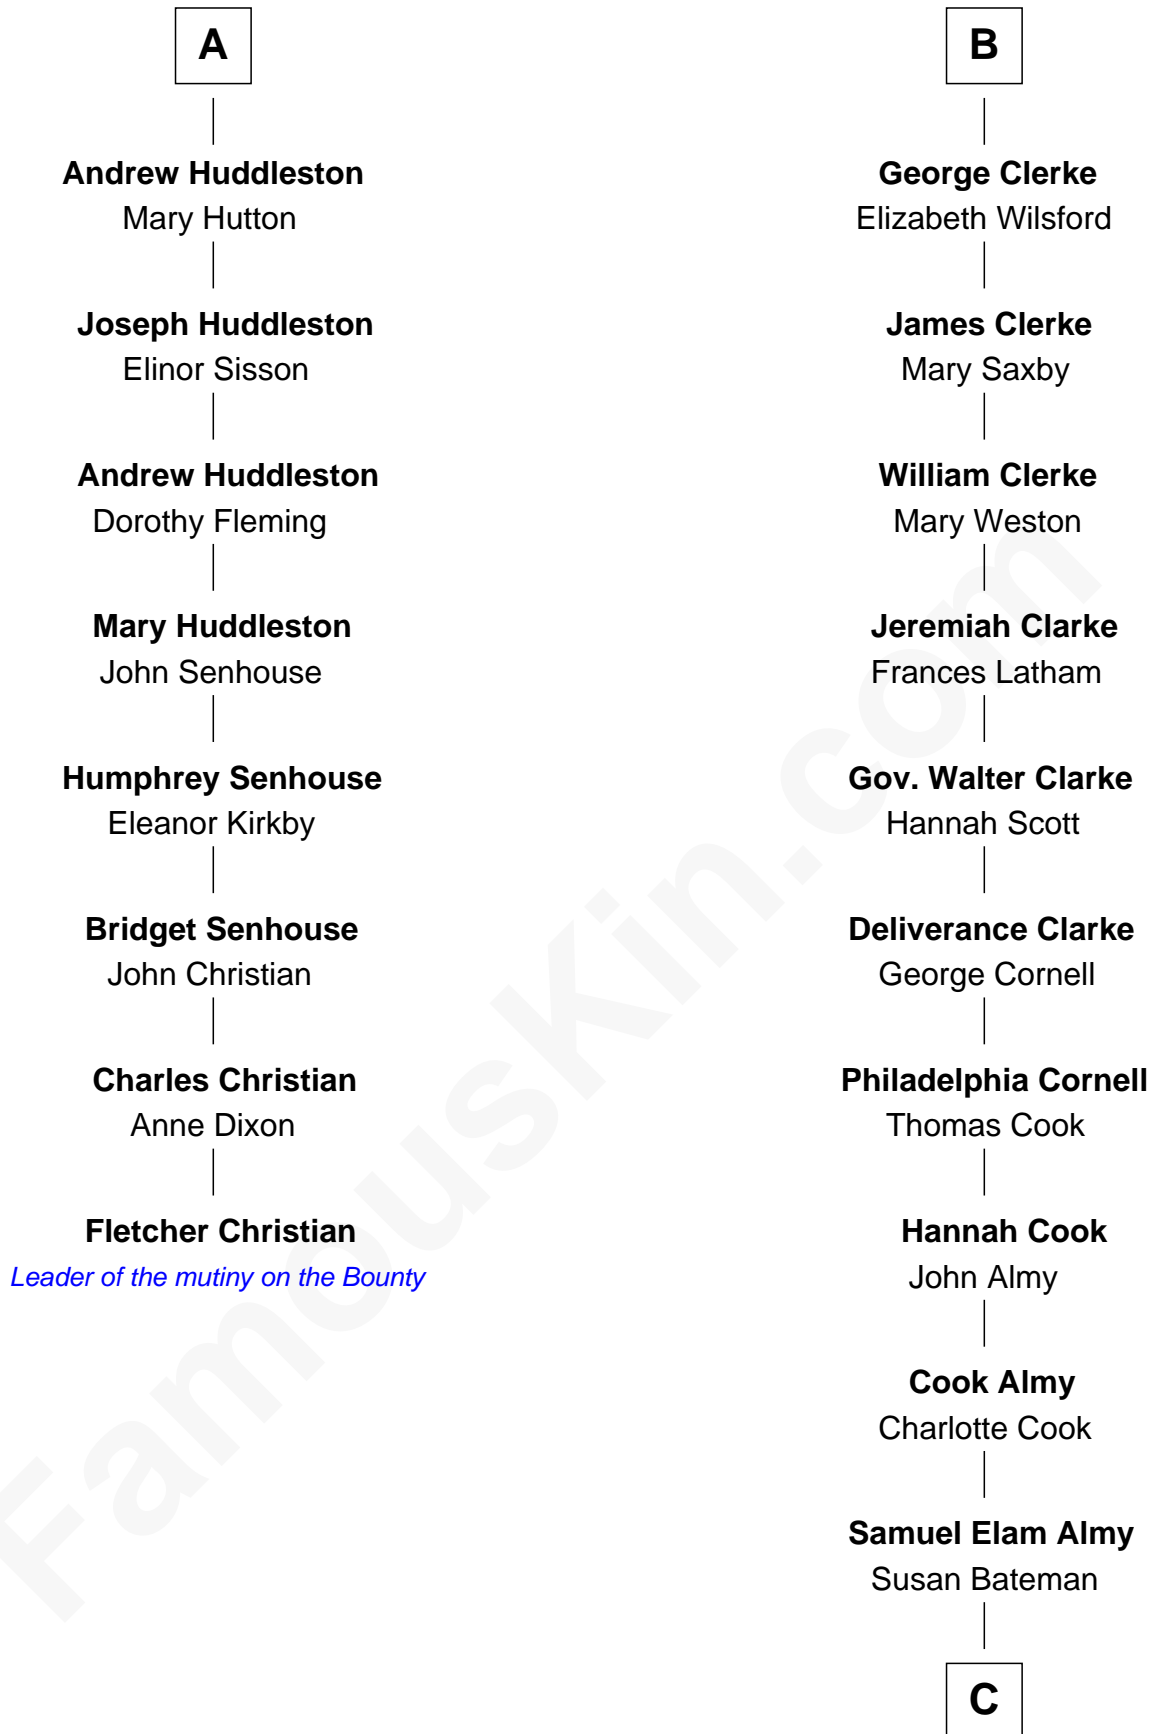 A
Andrew Huddleston
Mary Hutton
Joseph Huddleston
Elinor Sisson
Andrew Huddleston
Dorothy Fleming
Mary Huddleston
John Senhouse
Humphrey Senhouse
Eleanor Kirkby
Bridget Senhouse
John Christian
Charles Christian
Anne Dixon
Fletcher Christian
Leader of the mutiny on the Bounty
B
George Clerke
Elizabeth Wilsford
James Clerke
Mary Saxby
William Clerke
Mary Weston
Jeremiah Clarke
Frances Latham
Gov. Walter Clarke
Hannah Scott
Deliverance Clarke
George Cornell
Philadelphia Cornell
Thomas Cook
Hannah Cook
John Almy
Cook Almy
Charlotte Cook
Samuel Elam Almy
Susan Bateman
C
FamousKin.com